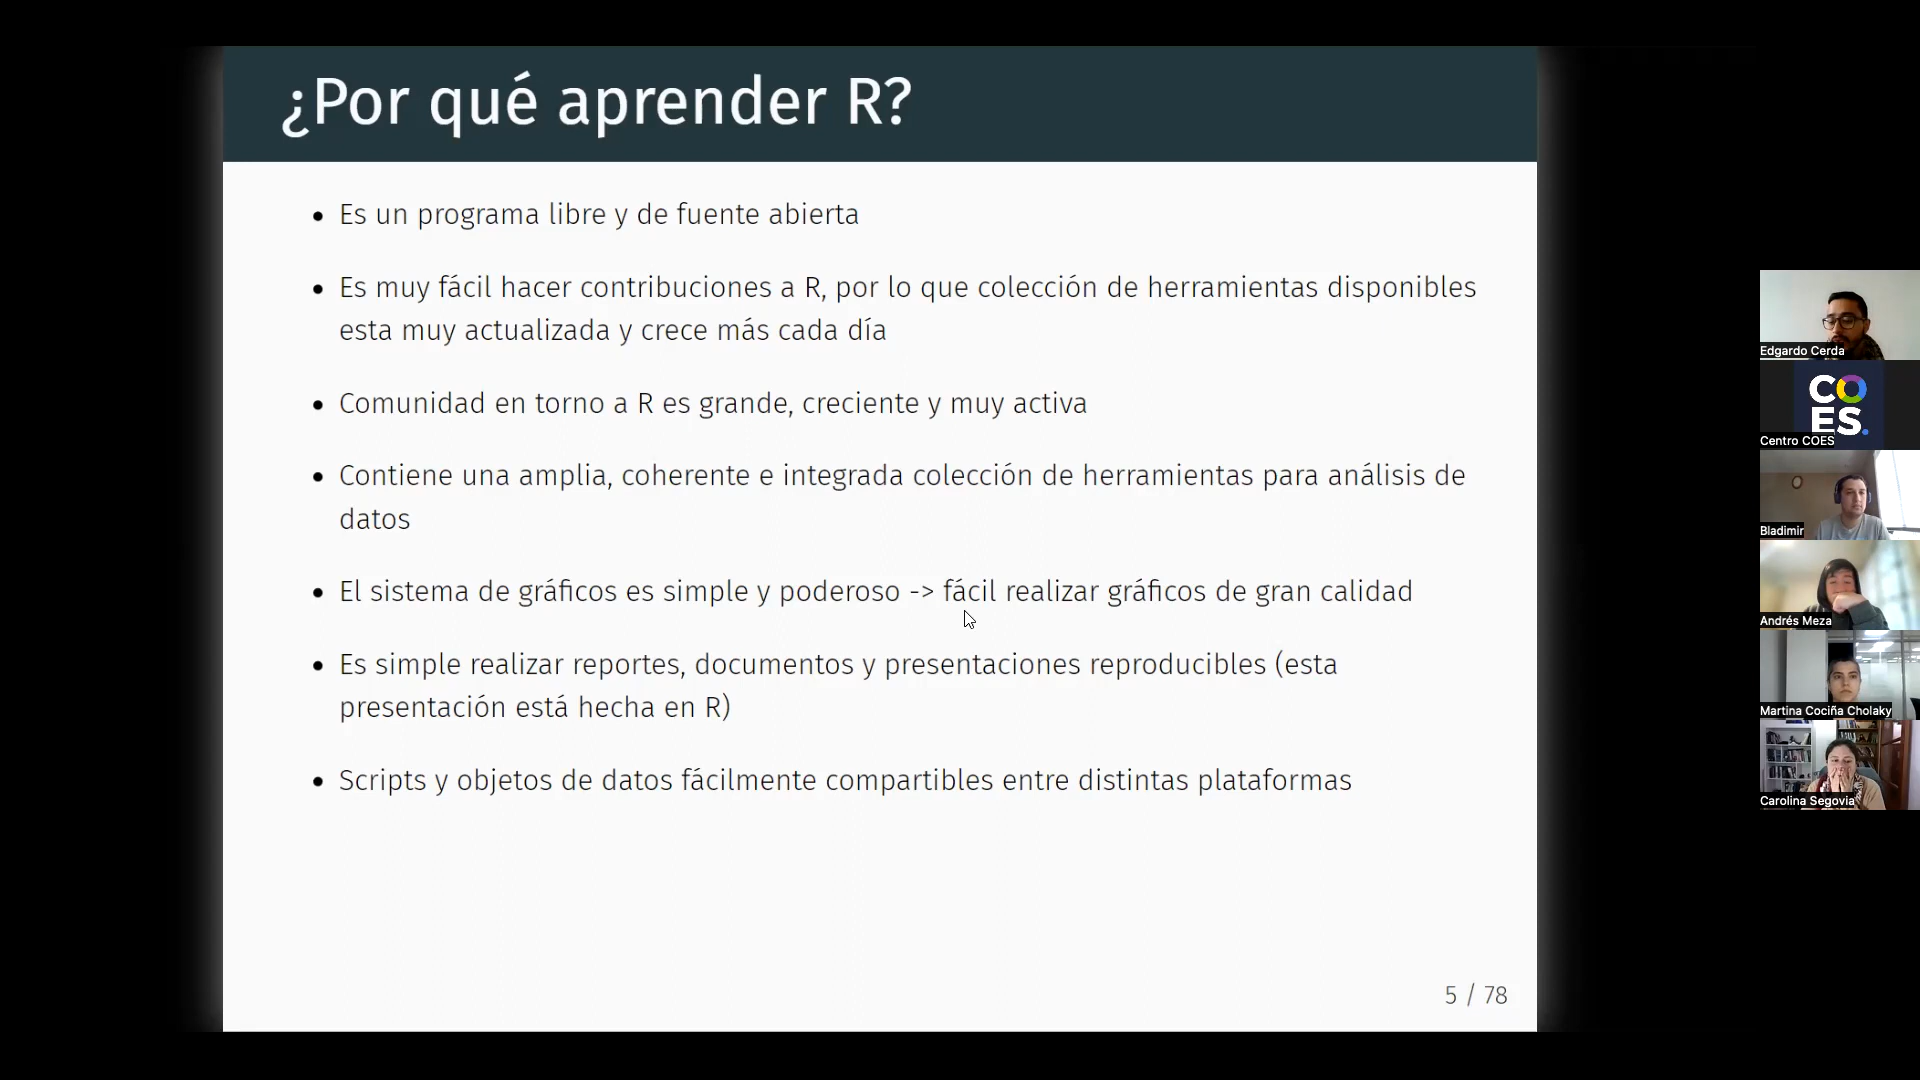 ¿Por qué aprender R?
• Es un programa libre y de fuente abierta
• Es muy fácil hacer contribuciones a R, por lo que colección de herramientas disponibles
esta muy actualizada y crece más cada día
• Comunidad en torno a R es grande, creciente y muy activa
• Contiene una amplia, coherente e integrada colección de herramientas para análisis de
datos
• El sistema de gráficos es simple y poderoso -> fácil realizar gráficos de gran calidad
• Es simple realizar reportes, documentos y presentaciones reproducibles (esta
presentación está hecha en R)
• Scripts y objetos de datos fácilmente compartibles entre distintas plataformas
5 / 78
Edgardo Cerda
CO
ES.
Centro COES
Bladimir
Andrés Meza
Martina Cociña Cholaky
Carolina Segovia